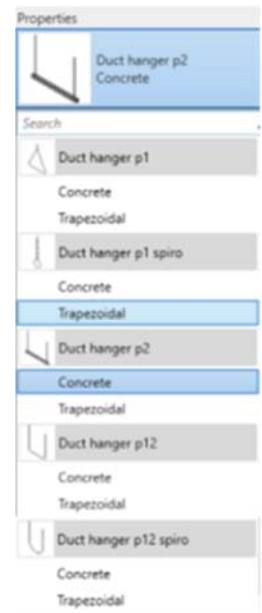 Properties
Duct hanger p2
Concrete
Search
Duct hanger p1
Concrete
Trapezoidal
Duct hanger p1 spiro
Concrete
Trapezoidal
Duct hanger p2
Concrete
Trapezoidal
Duct hanger p12
Concrete
Trapezoidal
Duct hanger p12 spiro
Concrete
Trapezoidal